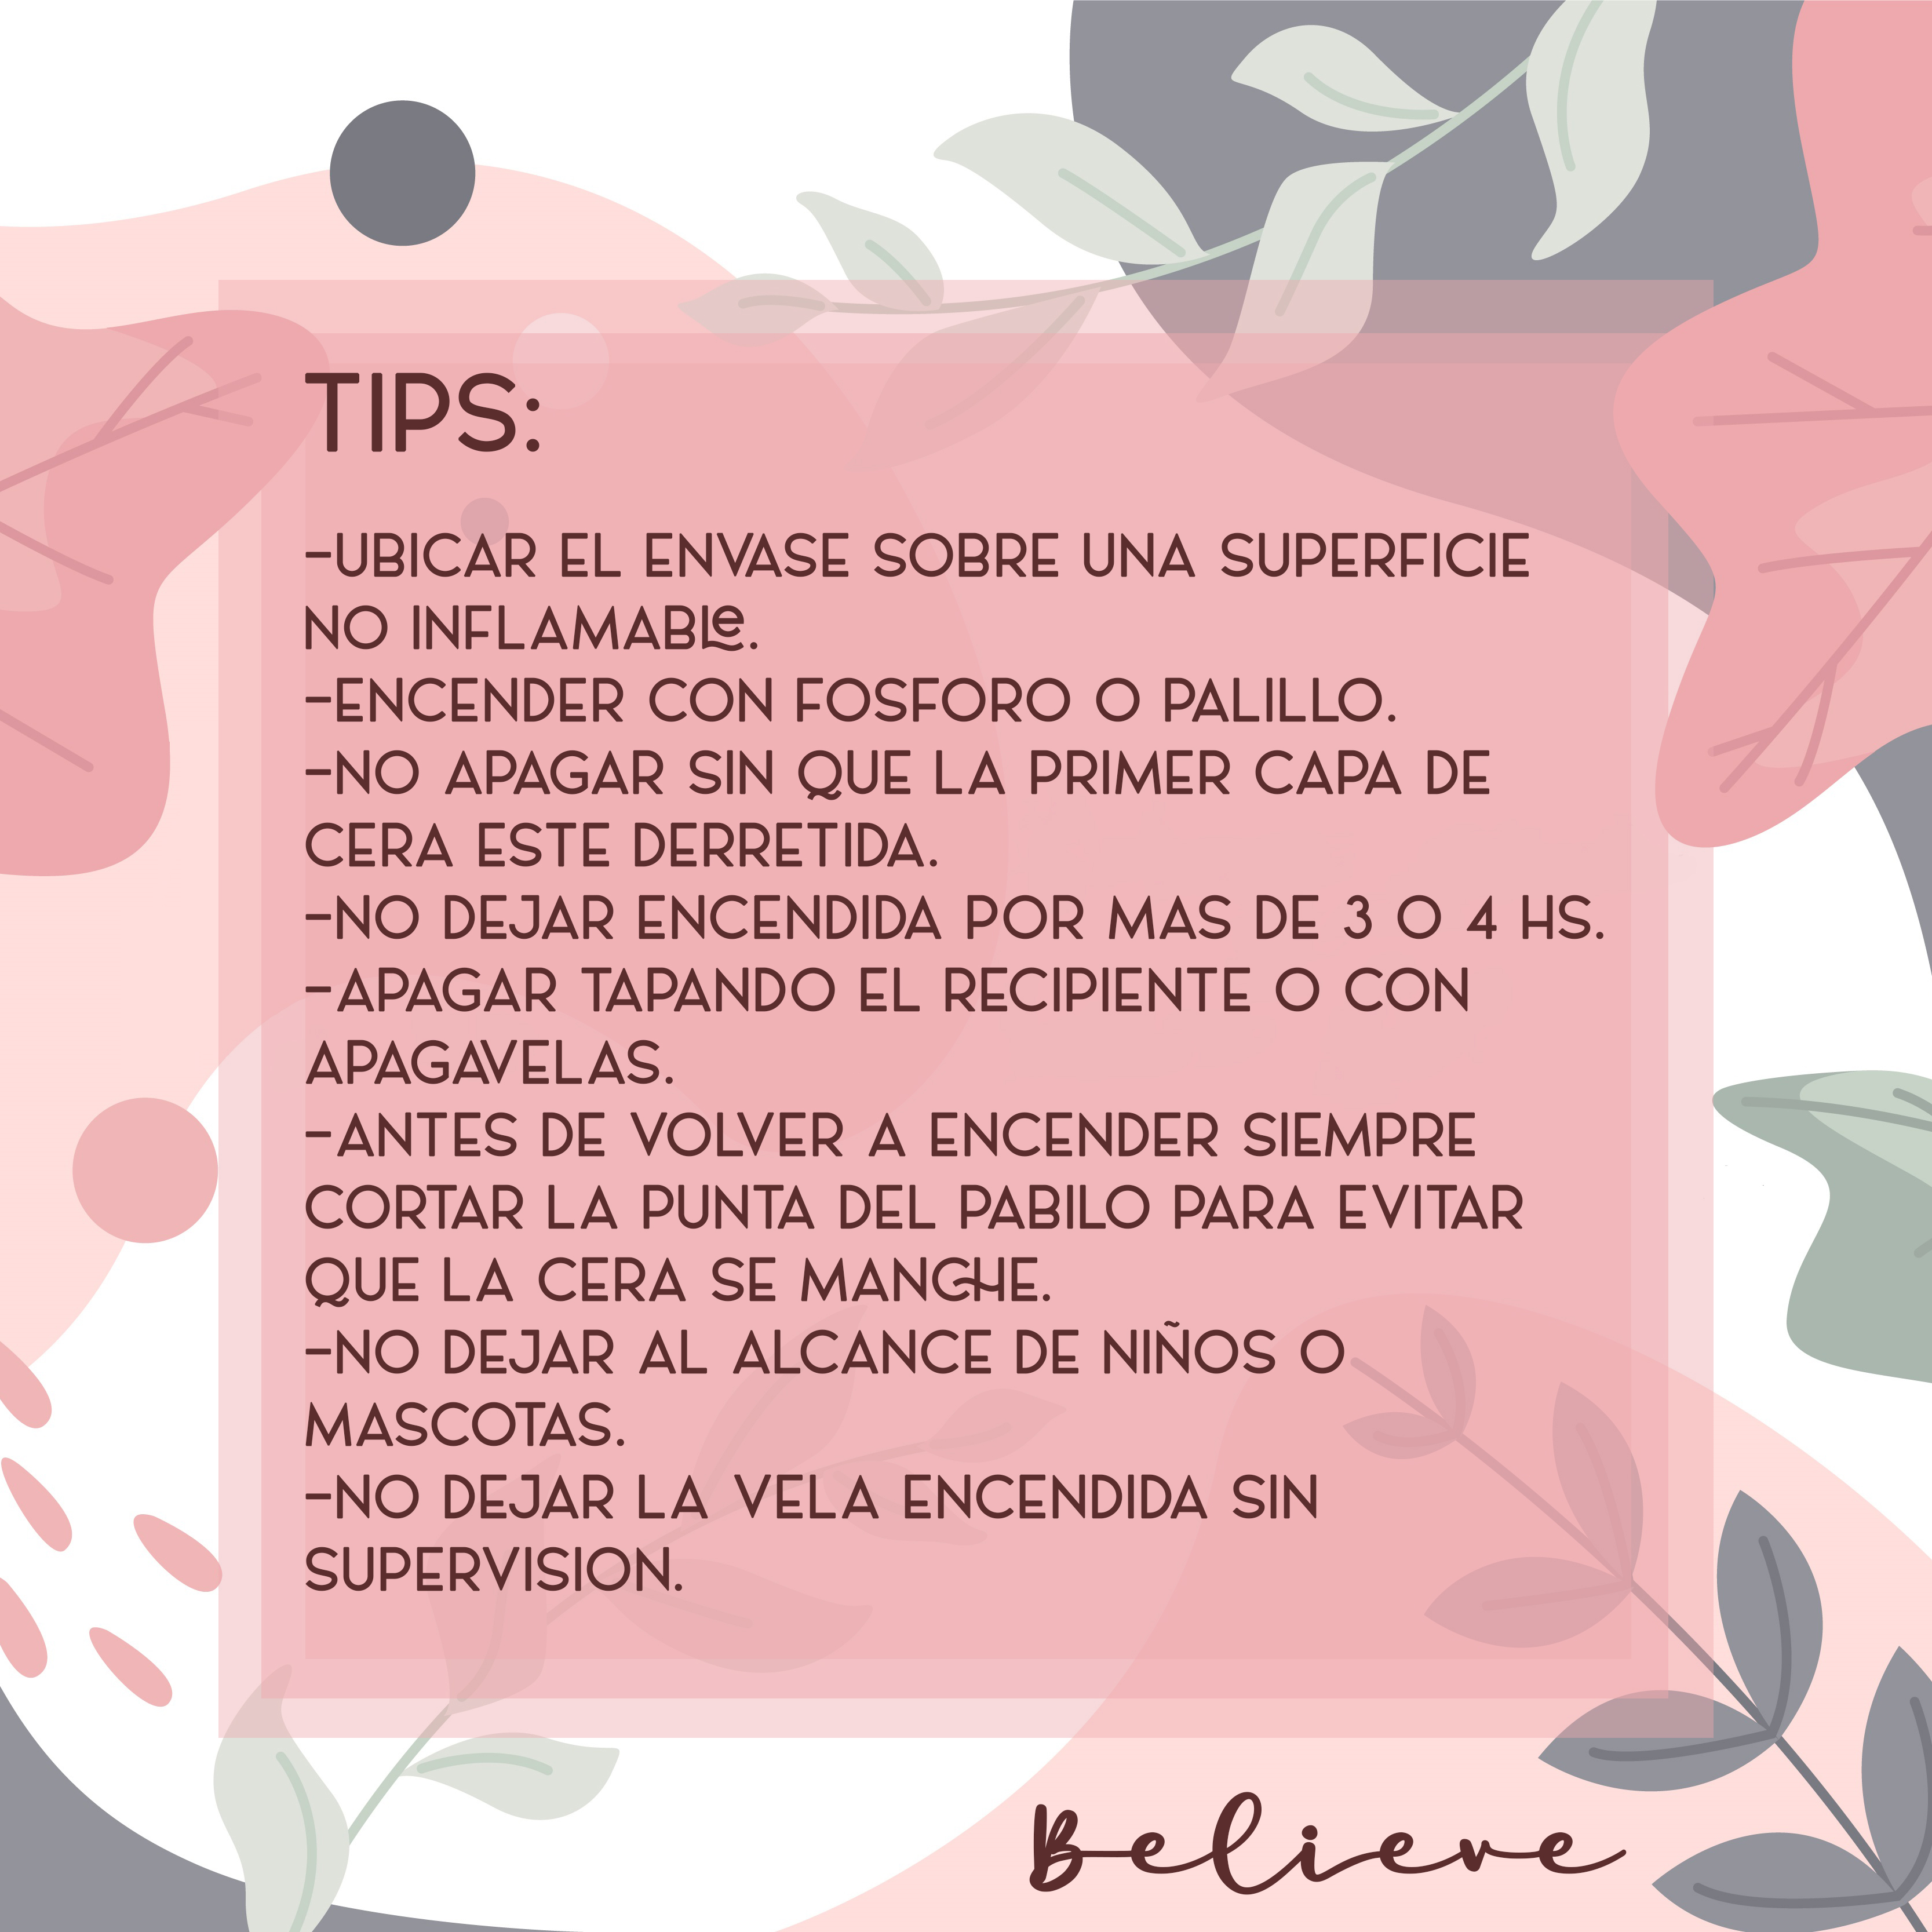 TIPS:
-UBICAR EL ENVASE SOBRE UNA SUPERFICIE
NO INFLAMABLe.
-ENCENDER CON FOSFORO O PALILLO.
-NO APAGAR SIN QUE LA PRIMER CAPA DE
CERA ESTE DERRETIDA.
-NO DEJAR ENCENDIDA POR MAS DE 3 O 4 HS.
-APAGAR TAPANDO EL RECIPIENTE O CON
APAGAVELAS.
-ANTES DE VOLVER A ENCENDER SIEMPRE
CORTAR LA PUNTA DEL PABILO PARA EVITAR
QUE LA CERA SE MANCHE.
-NO DEJAR AL ALCANCE DE NIÑOS O
MASCOTAS.
-NO DEJAR LA VELA ENCENDIDA SIN
SUPERVISION.
Believe